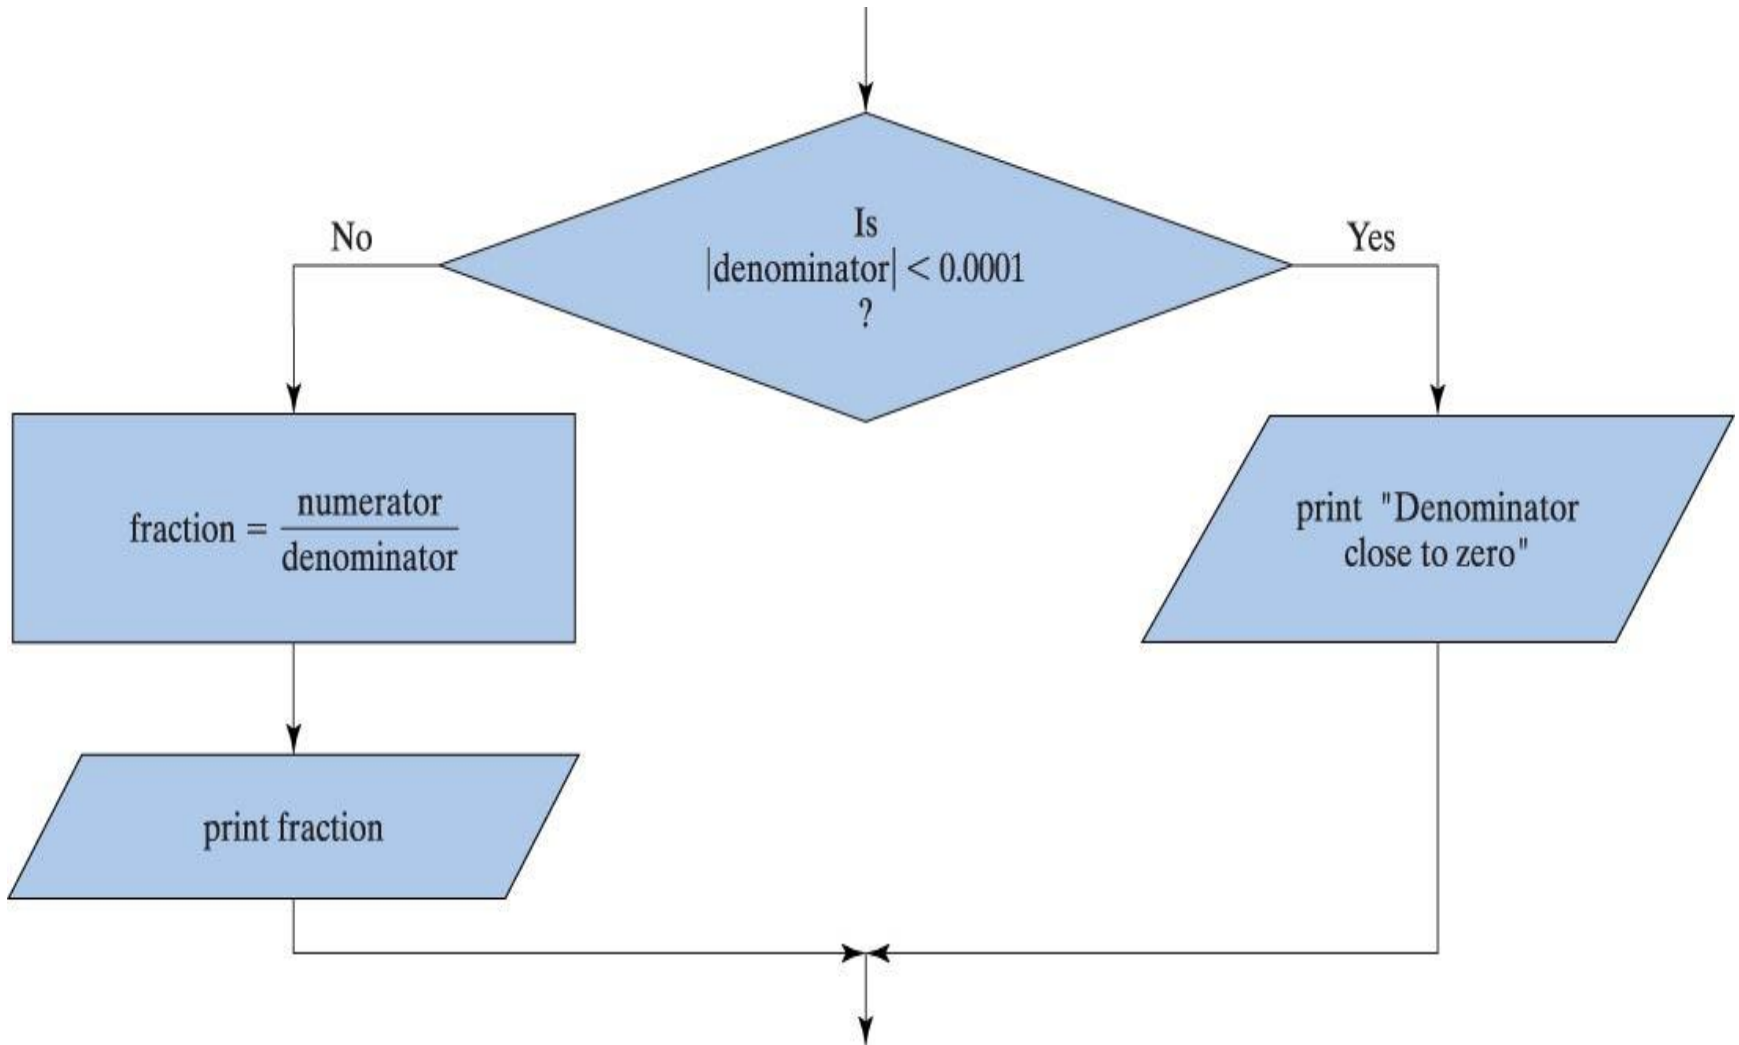 Is
|denominator| < 0.0001
?
No
Yes
fraction = numerator
denominator
print "Denominator
close to zero"
print fraction